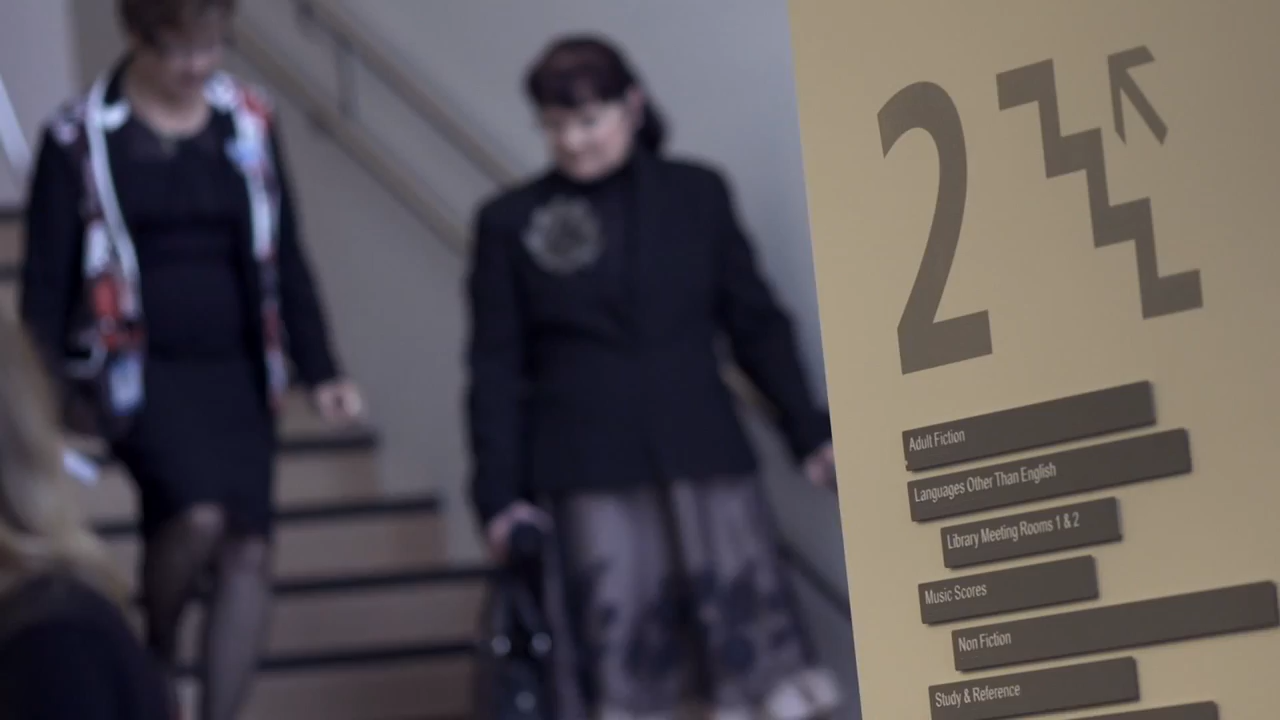 2
Adult Fiction
Languages Other Than English
Library Meeting Rooms 1 & 2
Music Scores
Non Fiction
Study & Reference